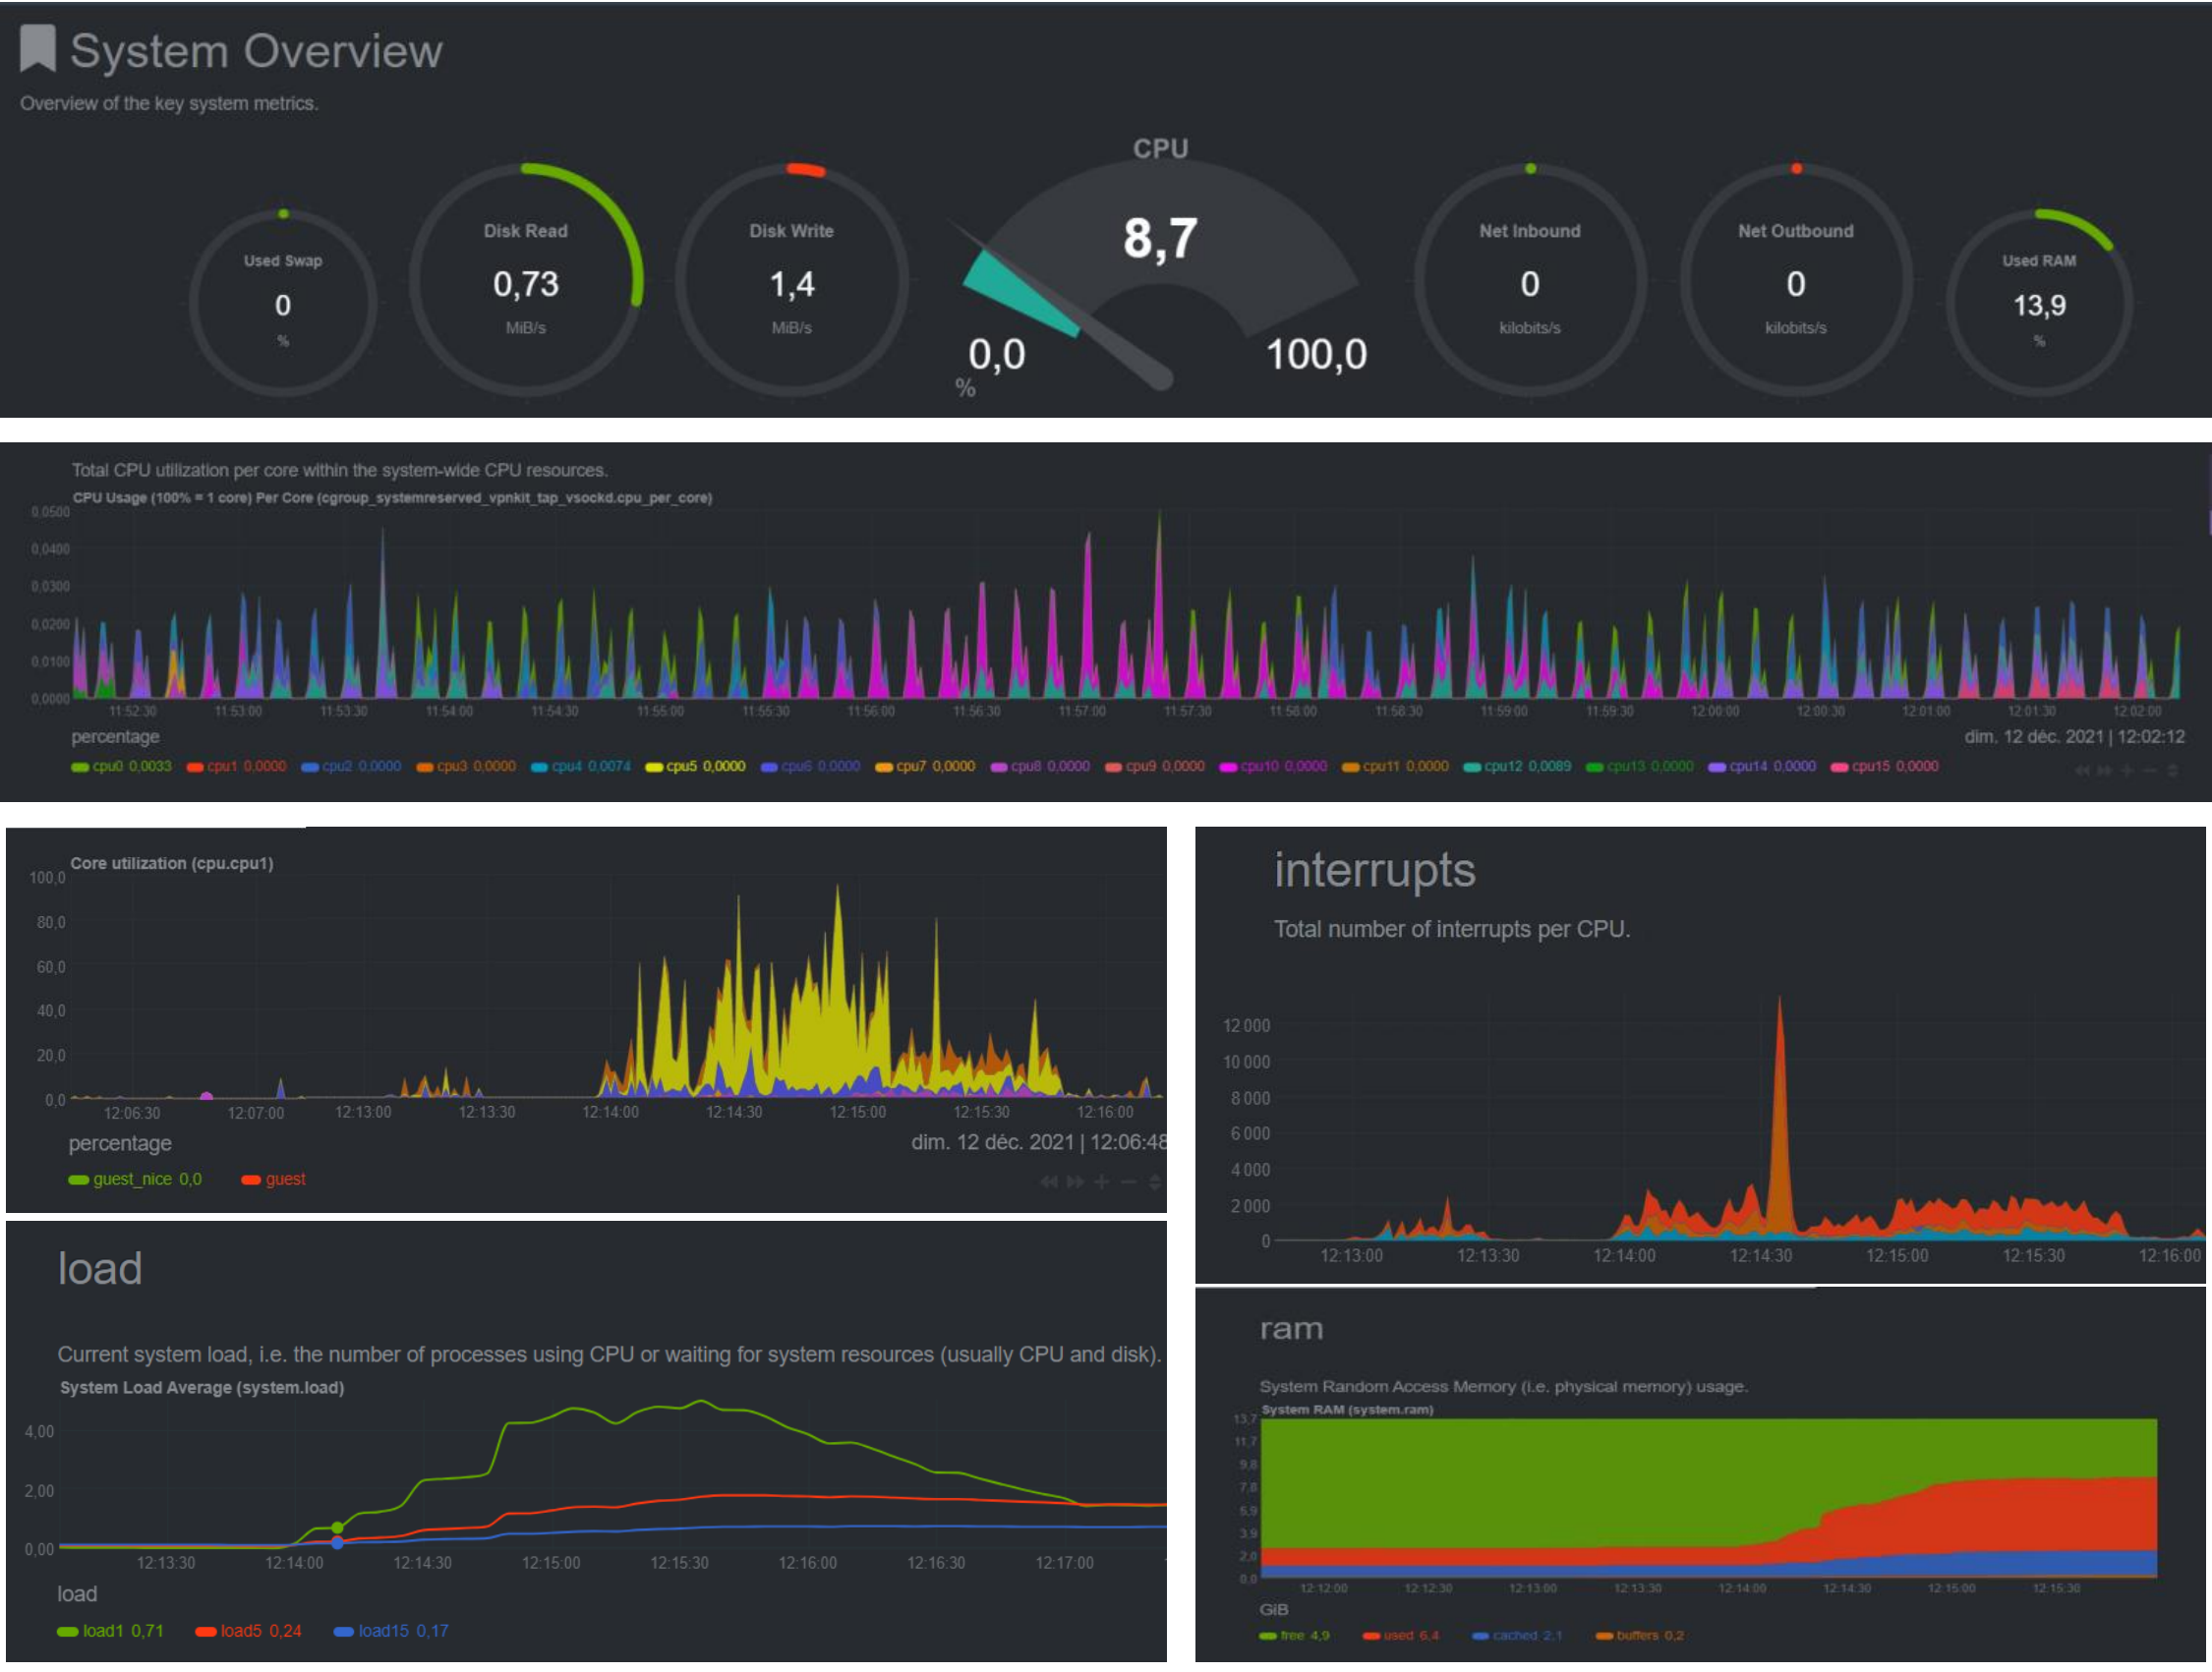 System Overview
Overview of the key system metrics.
CPU
Used Swap
0
%
Disk Read
0,73
MiB/s
Disk Write
1,4
MiB/s
8,7
0,0
100,0
%
Net Inbound
0
kilobits/s
Net Outbound
0
kilobits/s
Used RAM
13,9
%
Total CPU utilization per core within the system-wide CPU resources.
CPU Usage (100% = 1 core) Per Core (cgroup_systemreserved_vpnkit_tap_vsockd.cpu_per_core)
0.0500
0,0400
0,0300
0,0200
0,0100
0,0000
11:52:30 11:53:00 11:53:30 11:54:00 11:54:30 11:55:00 11:55:30 11:56:00 11:56:30 11:57:00 11:57:30 11:58:00 11:58:30 11:59:00 11:59:30 12:00:00 12:00:30 12:01:00 12:01:30 12:02:00
percentage dim. 12 déc. 2021 | 12:02:12
cpu0 0,0033 cpu1 0,0000 cpu2 0,0000 cpu3 0,0000 cpu4 0,0074 cpu5 0,0000 cpu6 0,0000 cpu7 0,0000 cpu8 0,0000 cpu9 0,0000 cpu10 0,0000 cpu11 0,0000 cpu12 0,0089 cpu13 0,0000 cpu14 0,0000 cpu15 0,0000
Core utilization (cpu.cpu1)
100,0
80,0
60,0
40,0
20,0
0,0
12:06:30 12:07:00 12:13:00 12:13:30 12:14:00 12:14:30 12:15:00 12:15:30 12:16:00
percentage dim. 12 déc. 2021 | 12:06:48
guest_nice 0,0 guest
interrupts
Total number of interrupts per CPU.
12 000
10 000
8 000
6 000
4 000
2 000
0
12:13:00 12:13:30 12:14:00 12:14:30 12:15:00 12:15:30 12:16:00
load
Current system load, i.e. the number of processes using CPU or waiting for system resources (usually CPU and disk).
System Load Average (system.load)
4,00
2,00
0,00
12:13:30 12:14:00 12:14:30 12:15:00 12:15:30 12:16:00 12:16:30 12:17:00
load
load1 0,71 load5 0,24 load15 0,17
ram
System Random Access Memory (i.e. physical memory) usage.
System RAM (system.ram)
13,7
11,7
9,8
7,8
5,9
3,9
2,0
0,0
12:12:00 12:12:30 12:13:00 12:13:30 12:14:00 12:14:30 12:15:00 12:15:30
GiB
free 4,9 used 6,4 cached 2,1 buffers 0,2